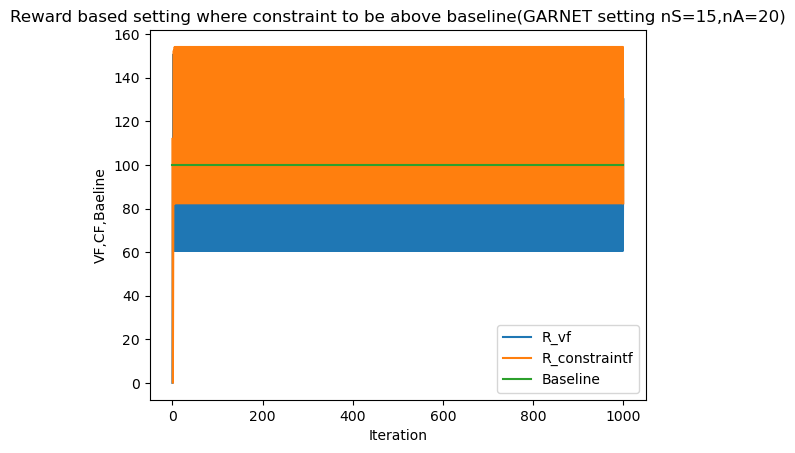 Reward based setting where constraint to be above baseline(GARNET setting nS=15,nA=20)
160
140
120
100
80
60
40
20
0
VF,CF,Baeline
0 200 400 600 800 1000
Iteration
R_vf
R_constraintf
Baseline